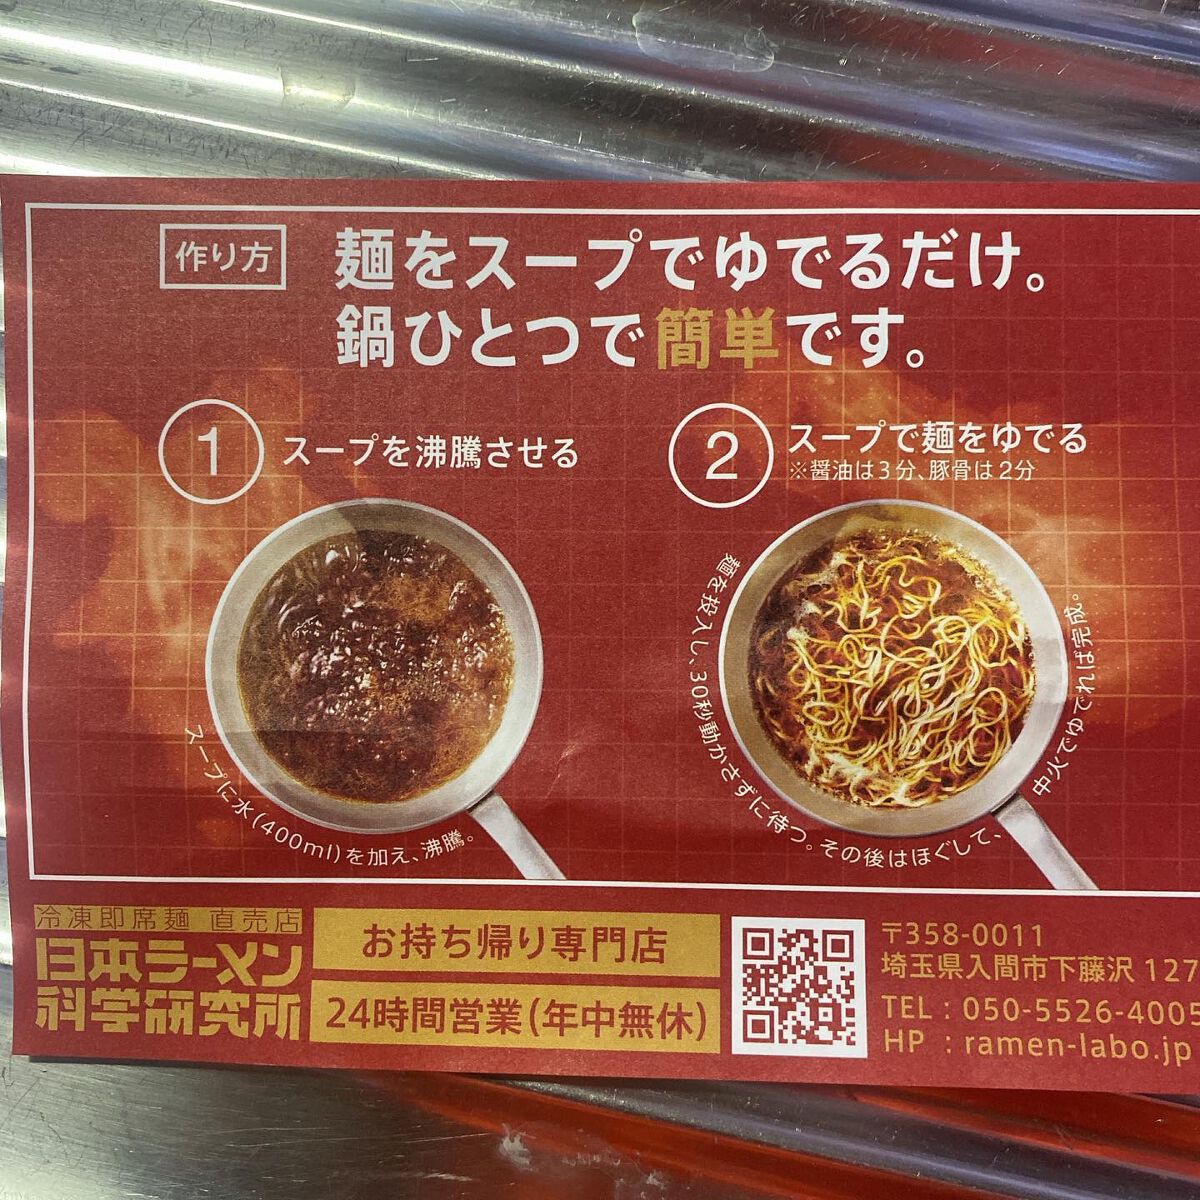 作り方
麺をスープでゆでるだけ。
鍋ひとつで簡単です。
1 スープを沸騰させる
スープに水(400ml)を加え、沸騰。
2 スープで麺をゆでる
※醤油は3分、豚骨は2分
麺を投入し、30秒動かさずに待つ。その後はほぐして、中火でゆでれば完成。
冷凍即席麺 直売店
日本ラーメン
科学研究所
お持ち帰り専門店
24時間営業(年中無休)
〒358-0011
埼玉県入間市下藤沢 127
TEL : 050-5526-4005
HP : ramen-labo.jp